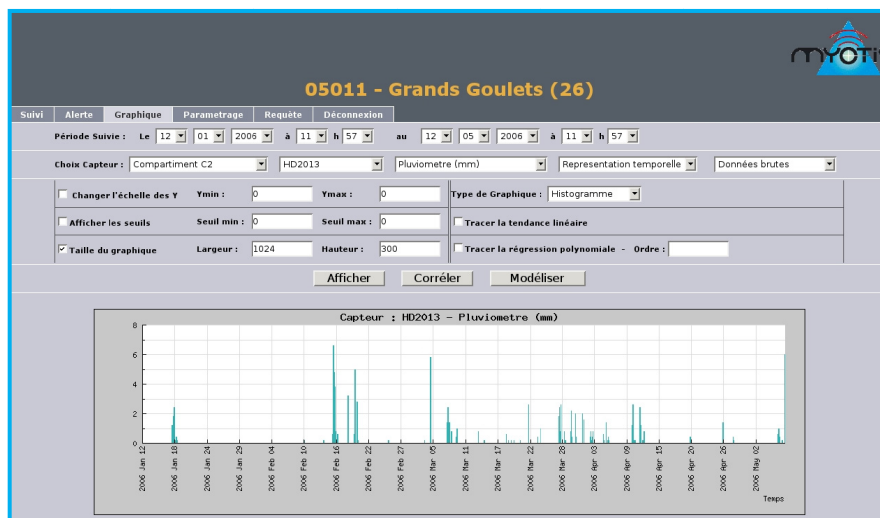 MYOTIS
05011 - Grands Goulets (26)
Suivi Alerte Graphique Parametrage Requête Déconnexion
Période Suivie : Le 12 01 2006 à 11 h 57 au 12 05 2006 à 11 h 57
Choix Capteur : Compartiment C2 HD2013 Pluviometre (mm) Representation temporelle Données brutes
Changer l'échelle des Y Ymin : 0 Ymax : 0 Type de Graphique : Histogramme
Afficher les seuils Seuil min : 0 Seuil max : 0 Tracer la tendance linéaire
Taille du graphique Largeur : 1024 Hauteur : 300 Tracer la régression polynomiale - Ordre :
Afficher Corréler Modéliser
Capteur : HD2013 - Pluviometre (mm)
8
6
4
2
0
2006 Jan 12
2006 Jan 18
2006 Jan 24
2006 Jan 29
2006 Feb 04
2006 Feb 10
2006 Feb 16
2006 Feb 22
2006 Feb 27
2006 Mar 05
2006 Mar 11
2006 Mar 17
2006 Mar 22
2006 Mar 28
2006 Apr 03
2006 Apr 09
2006 Apr 15
2006 Apr 20
2006 Apr 26
2006 May 02
Temps